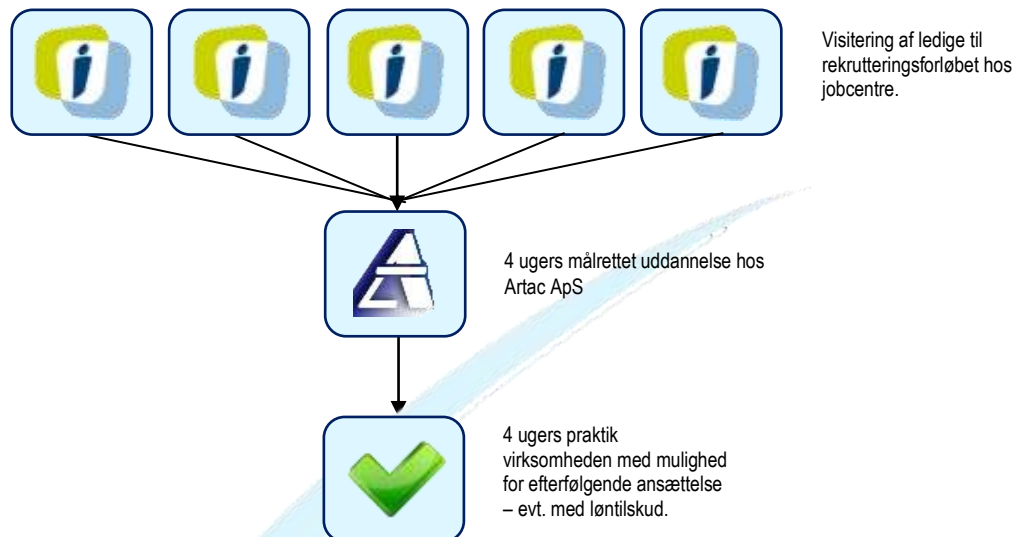 Visitering af ledige til
rekrutteringsforløbet hos
jobcentre.
4 ugers målrettet uddannelse hos
Artac ApS
4 ugers praktik
virksomheden med mulighed
for efterfølgende ansættelse
– evt. med løntilskud.